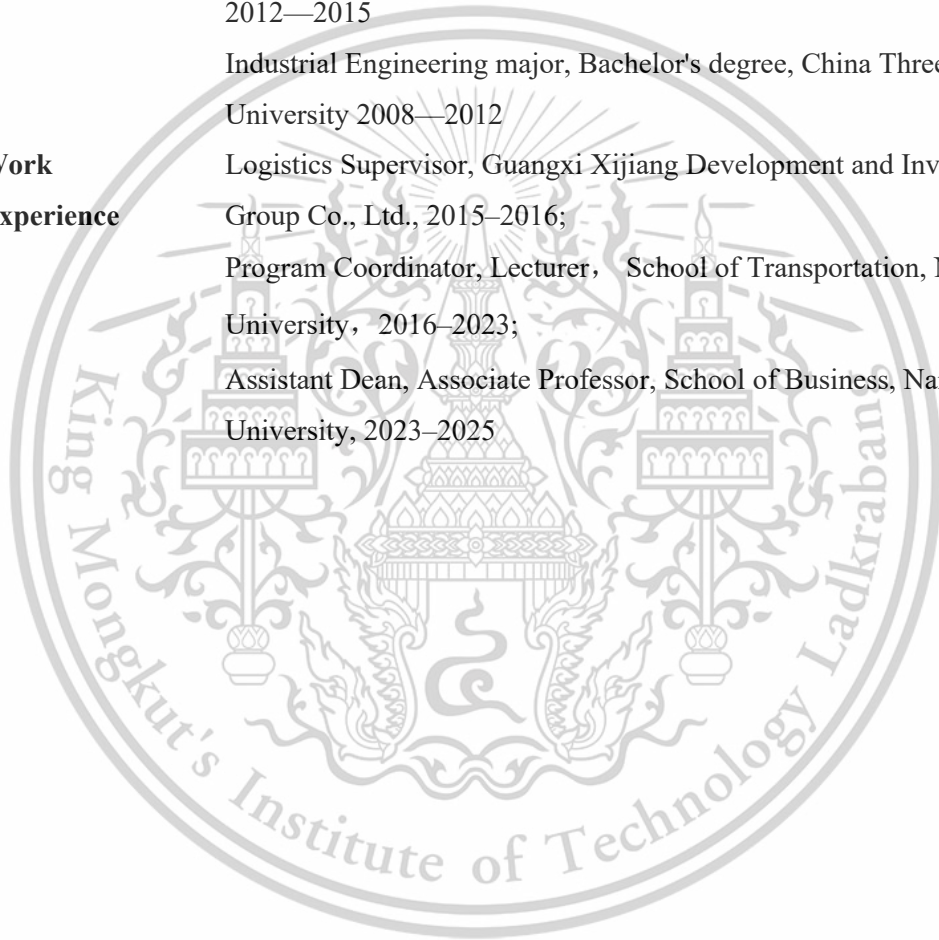 2012—2015
Industrial Engineering major, Bachelor's degree, China Three
University 2008—2012
Logistics Supervisor, Guangxi Xijiang Development and Inv
Group Co., Ltd., 2015–2016;
xperience
Program Coordinator, Lecturer， School of Transportation,
University，2016–2023;
Assistant Dean, Associate Professor, School of Business, Na
University, 2023–2025
King Mongkut's Institute of Technology Ladkrabang